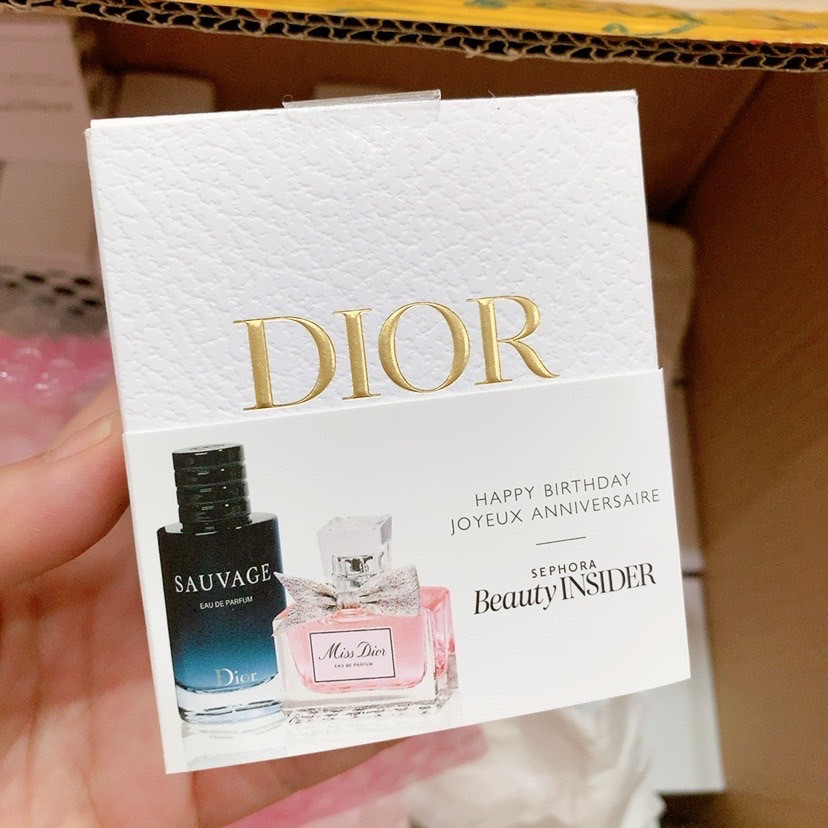 DIOR
HAPPY BIRTHDAY
JOYEUX ANNIVERSAIRE
SEPHORA
Beauty INSIDER
SAUVAGE
EAU DE PARFUM
Dior
Miss Dior
EAU DE PARFUM